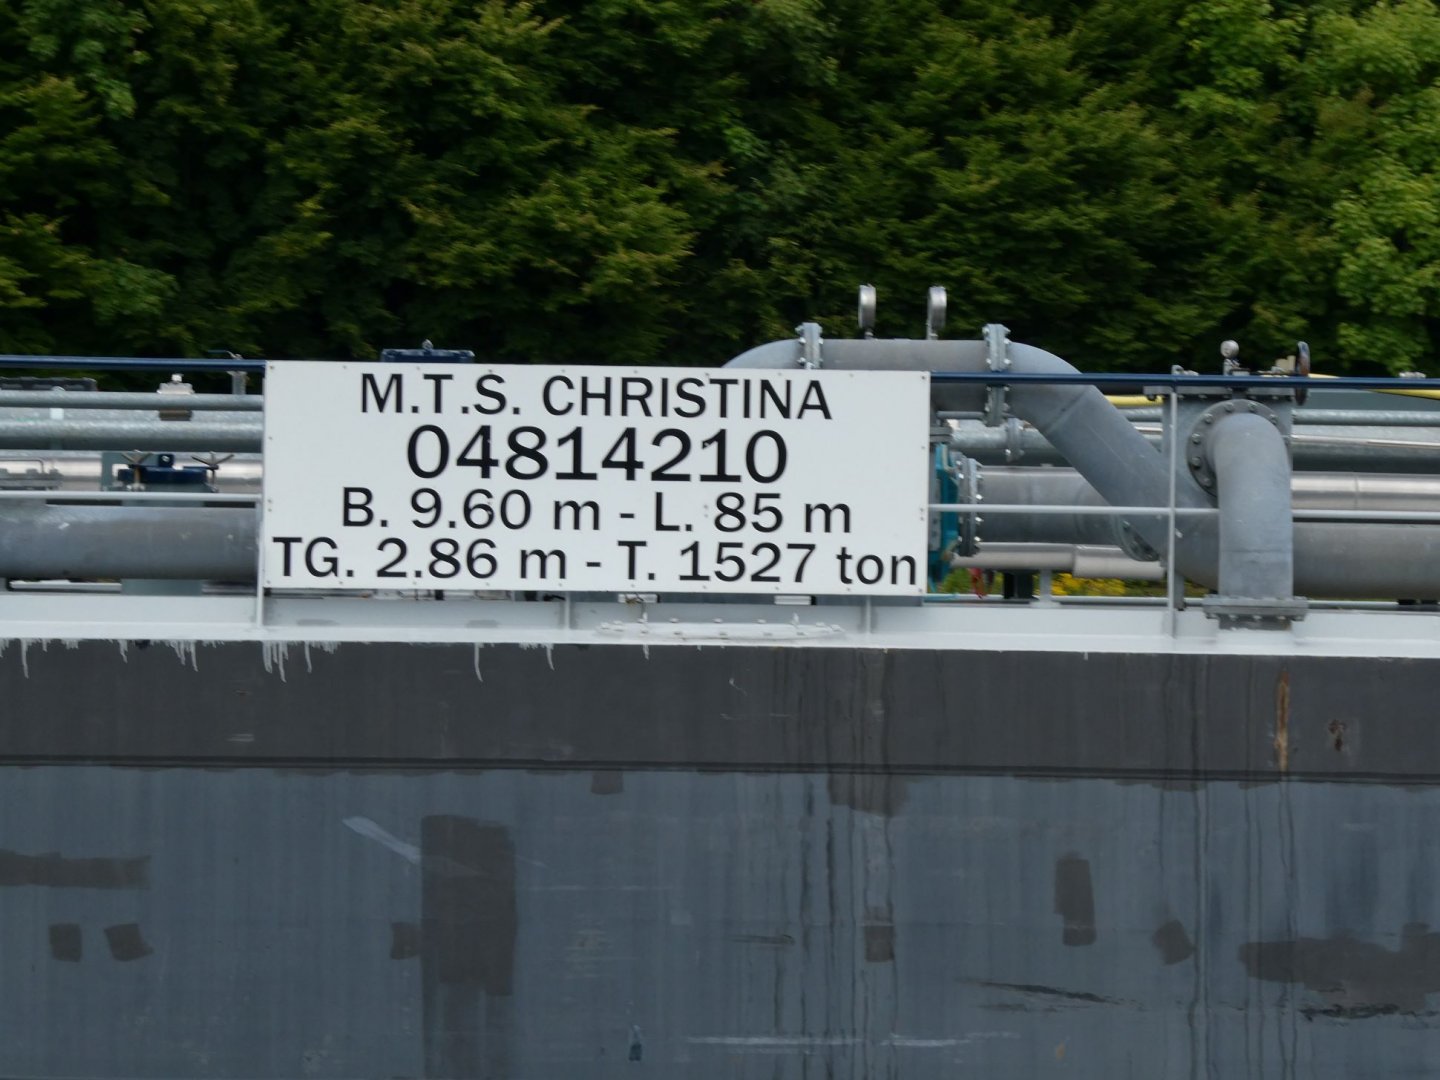 M.T.S. CHRISTINA
04814210
B. 9.60 m - L. 85 m
TG. 2.86 m - T. 1527 ton